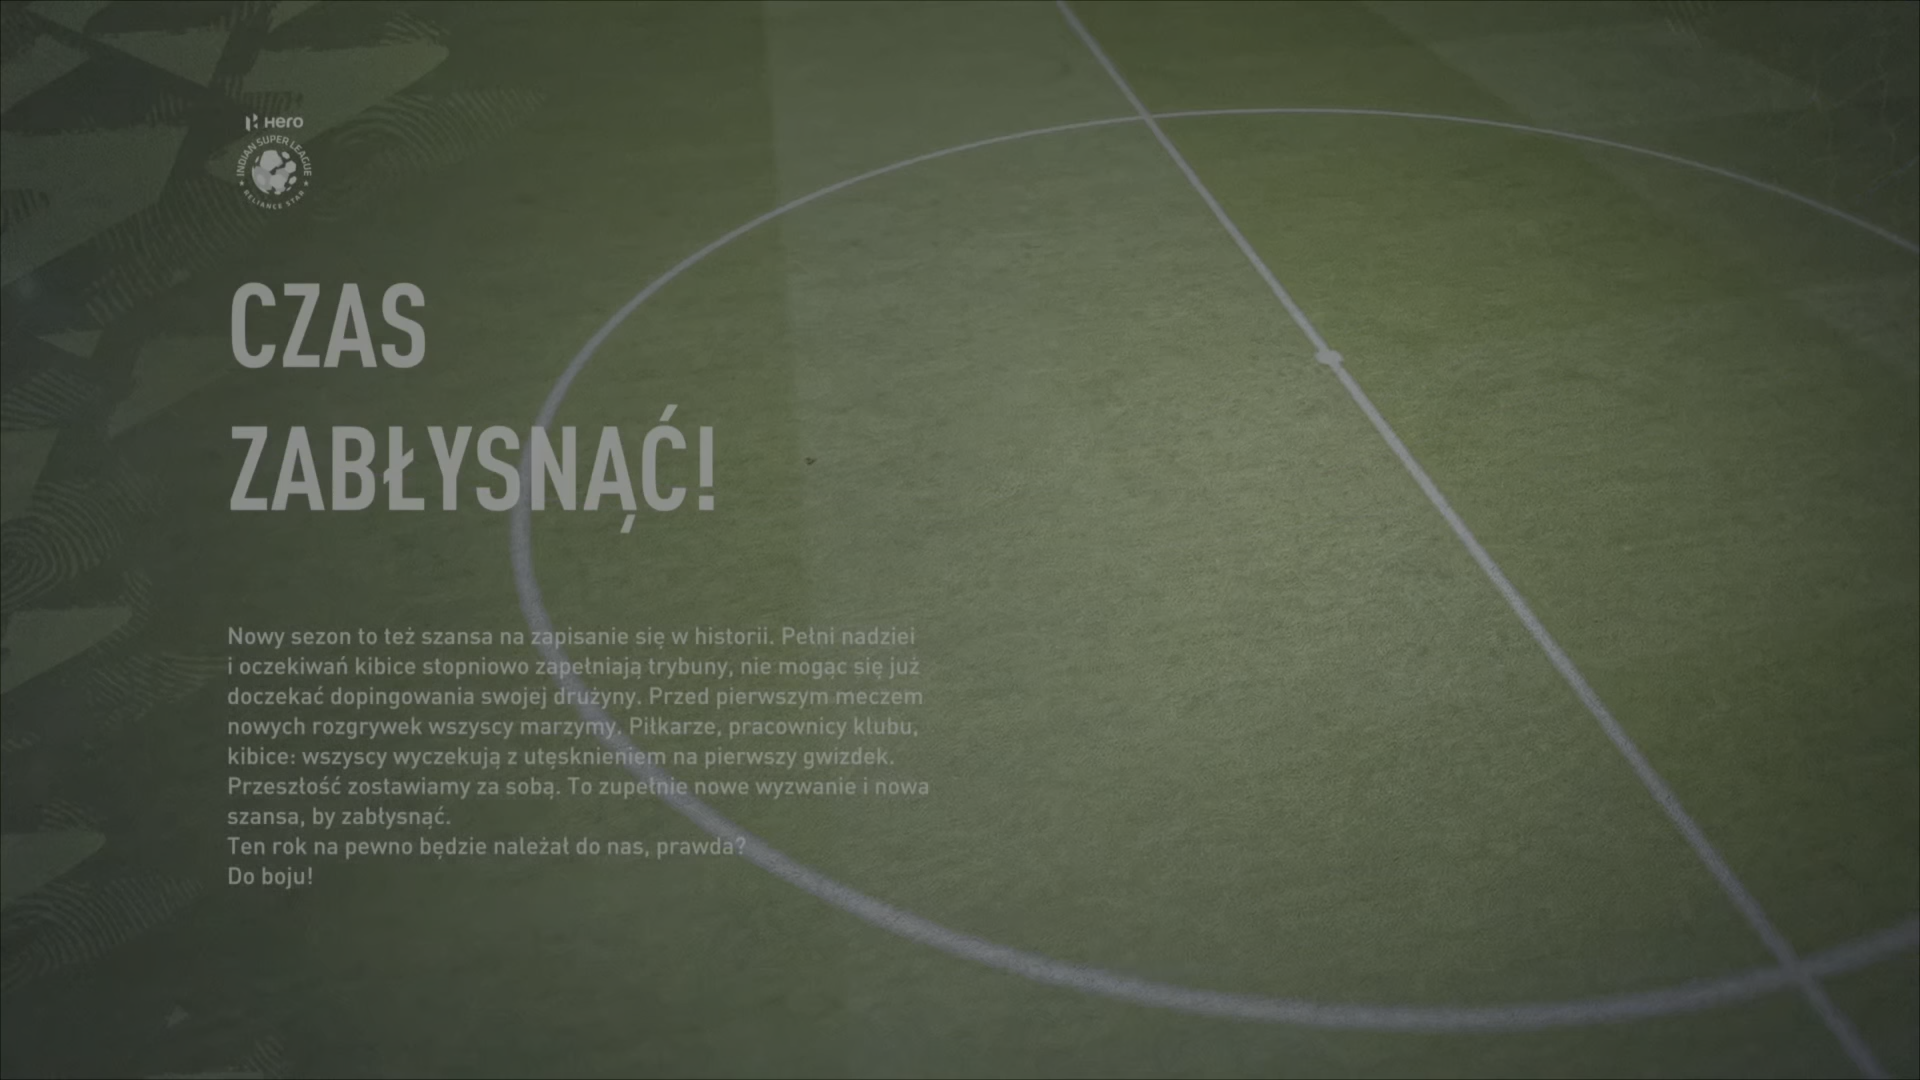 Hero
INDIAN SUPER LEAGUE
RELIANCE STAR
CZAS
ZABŁYSNĄĆ!
Nowy sezon to też szansa na zapisanie się w historii. Pełni nadziei
i oczekiwań kibice stopniowo zapełniają trybuny, nie mogąc się już
doczekać dopingowania swojej drużyny. Przed pierwszym meczem
nowych rozgrywek wszyscy marzymy. Piłkarze, pracownicy klubu,
kibice: wszyscy wyczekują z utęsknieniem na pierwszy gwizdek.
Przeszłość zostawiamy za sobą. To zupełnie nowe wyzwanie i nowa
szansa, by zabłysnąć.
Ten rok na pewno będzie należał do nas, prawda?
Do boju!